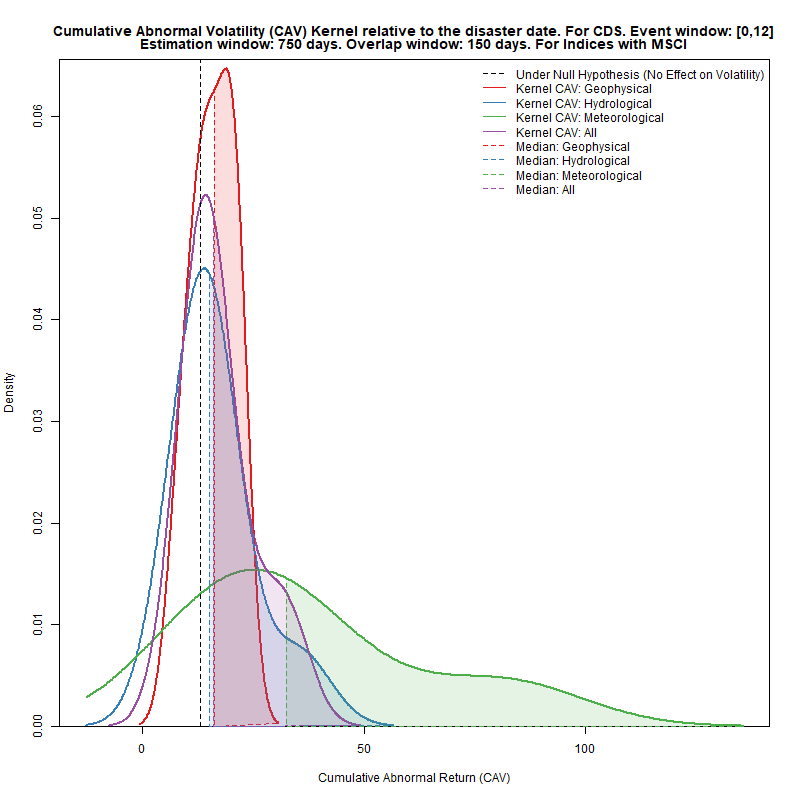 Cumulative Abnormal Volatility (CAV) Kernel relative to the disaster date. For CDS. Event window: [0,12]
Estimation window: 750 days. Overlap window: 150 days. For Indices with MSCI
Under Null Hypothesis (No Effect on Volatility)
Kernel CAV: Geophysical
Kernel CAV: Hydrological
Kernel CAV: Meteorological
Kernel CAV: All
Median: Geophysical
Median: Hydrological
Median: Meteorological
Median: All
Density
0.06
0.05
0.04
0.03
0.02
0.01
0.00
0
50
100
Cumulative Abnormal Return (CAV)